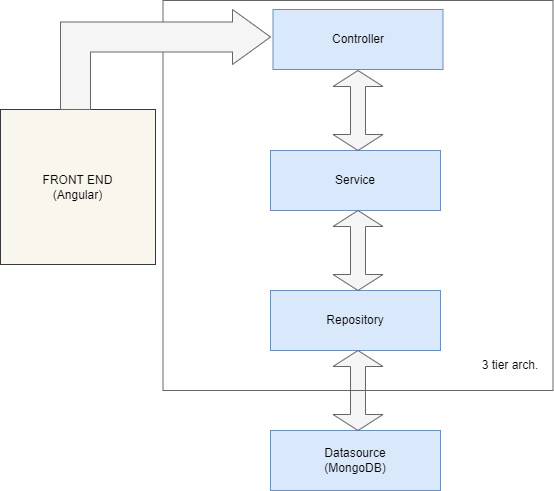 Controller
FRONT END
(Angular)
Service
Repository
3 tier arch.
Datasource
(MongoDB)